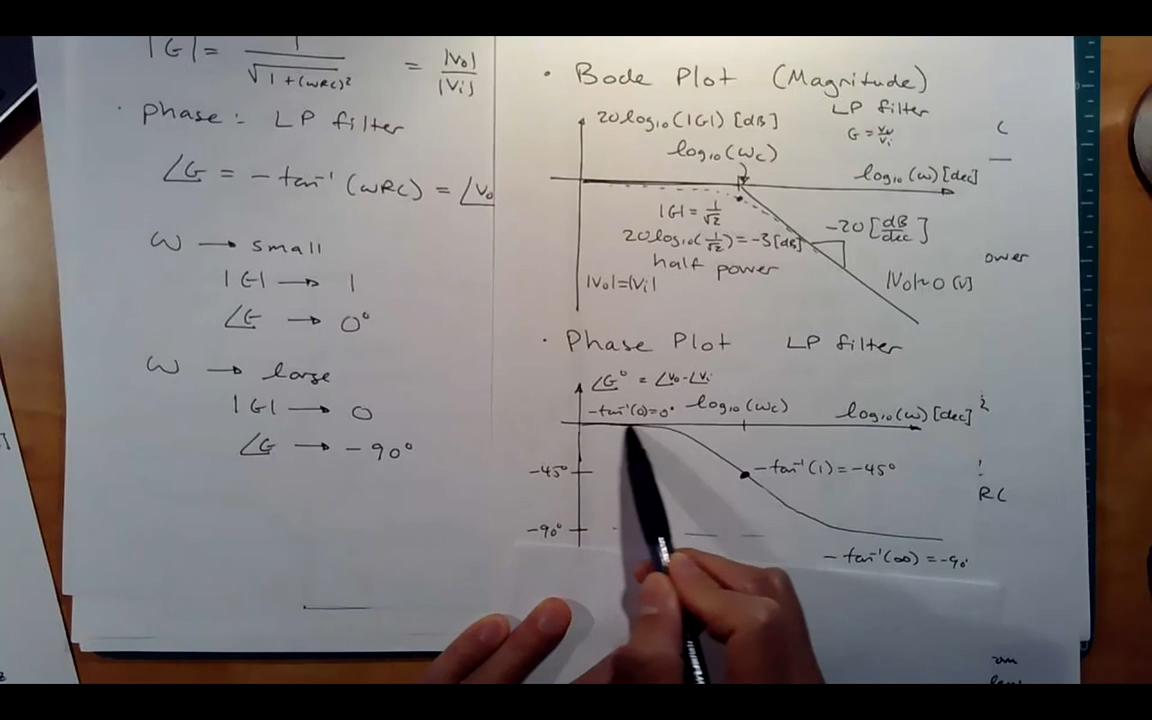 |G| = 1 / √1+(ωRC)² = |Vo| / |Vi|
· Phase: LP filter
∠G = -tan⁻¹(ωRC) = ∠Vo
ω → small
|G| → 1
∠G → 0°
ω → large
|G| → 0
∠G → -90°
· Bode Plot (Magnitude)
LP filter
G = Vo/Vi
20log₁₀(|G|) [dB]
log₁₀(ωc)
log₁₀(ω) [dec]
|G| = 1/√2
20log₁₀(1/√2) = -3[dB]
half power
-20 [dB/dec]
|Vo|=|Vi|
|Vo|~0 (V)
ower
· Phase Plot LP filter
∠G° = ∠Vo-∠Vi
-tan⁻¹(0)=0° log₁₀(ωc) log₁₀(ω) [dec]
-45°
-tan⁻¹(1) = -45°
RC
-90°
-tan⁻¹(∞) = -90°